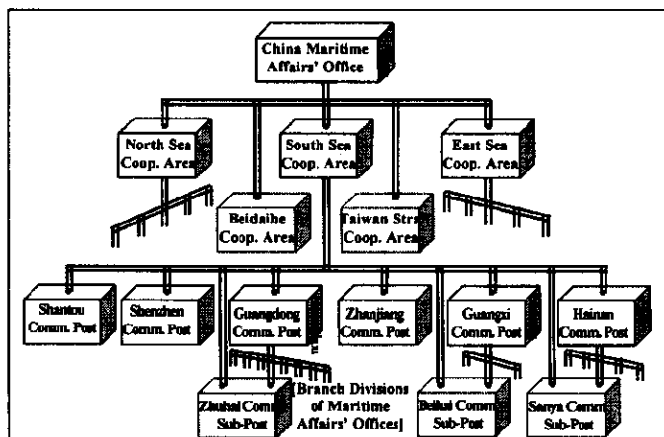 China Maritime
Affairs' Office
North Sea
Coop. Area
South Sea
Coop. Area
East Sea
Coop. Area
Beidaihe
Coop. Area
Taiwan Stra
Coop. Area
Shantou
Comm. Post
Shenzhen
Comm. Post
Guangdong
Comm. Post
Zhanjiang
Comm. Post
Guangxi
Comm. Post
Hainan
Comm. Post
Zhuhai Comm
Sub-Post
[Branch Divisions
of Maritime
Affairs' Offices]
Beihai Comm
Sub-Post
Sanya Comm
Sub-Post